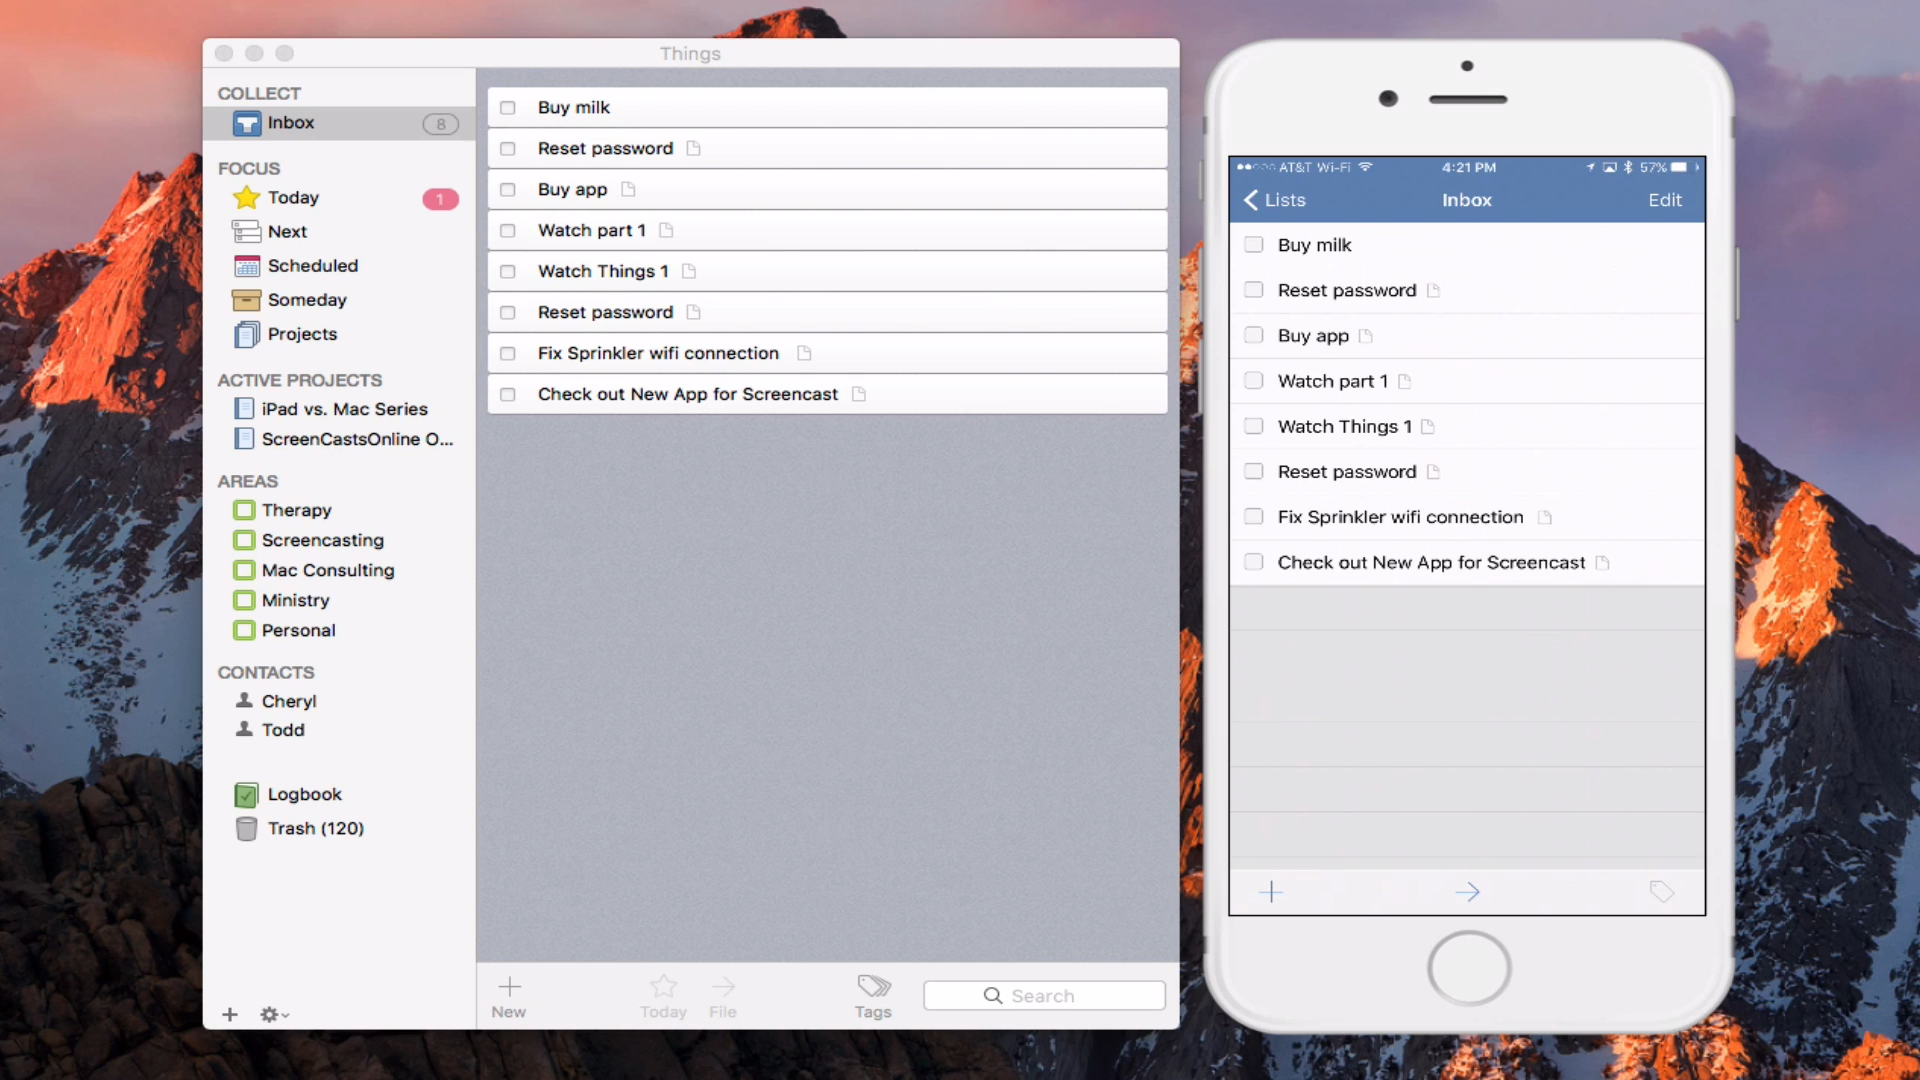 Things
COLLECT
Inbox 8
FOCUS
Today 1
Next
Scheduled
Someday
Projects
ACTIVE PROJECTS
iPad vs. Mac Series
ScreenCastsOnline O...
AREAS
Therapy
Screencasting
Mac Consulting
Ministry
Personal
CONTACTS
Cheryl
Todd
Logbook
Trash (120)
Buy milk
Reset password
Buy app
Watch part 1
Watch Things 1
Reset password
Fix Sprinkler wifi connection
Check out New App for Screencast
New
Today
File
Tags
Search
AT&T Wi-Fi 4:21 PM 57%
Lists Inbox Edit
Buy milk
Reset password
Buy app
Watch part 1
Watch Things 1
Reset password
Fix Sprinkler wifi connection
Check out New App for Screencast